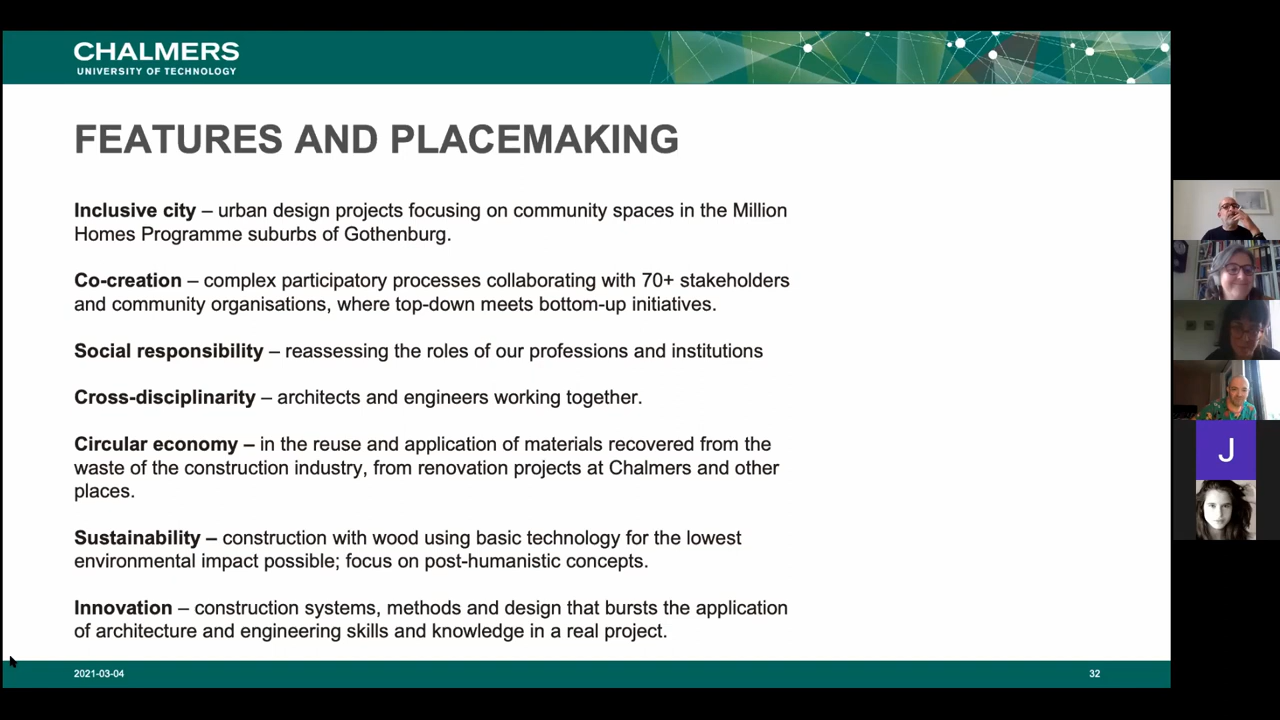 CHALMERS
UNIVERSITY OF TECHNOLOGY
FEATURES AND PLACEMAKING
Inclusive city – urban design projects focusing on community spaces in the Million
Homes Programme suburbs of Gothenburg.
Co-creation – complex participatory processes collaborating with 70+ stakeholders
and community organisations, where top-down meets bottom-up initiatives.
Social responsibility – reassessing the roles of our professions and institutions
Cross-disciplinarity – architects and engineers working together.
Circular economy – in the reuse and application of materials recovered from the
waste of the construction industry, from renovation projects at Chalmers and other
places.
Sustainability – construction with wood using basic technology for the lowest
environmental impact possible; focus on post-humanistic concepts.
Innovation – construction systems, methods and design that bursts the application
of architecture and engineering skills and knowledge in a real project.
2021-03-04
32
J